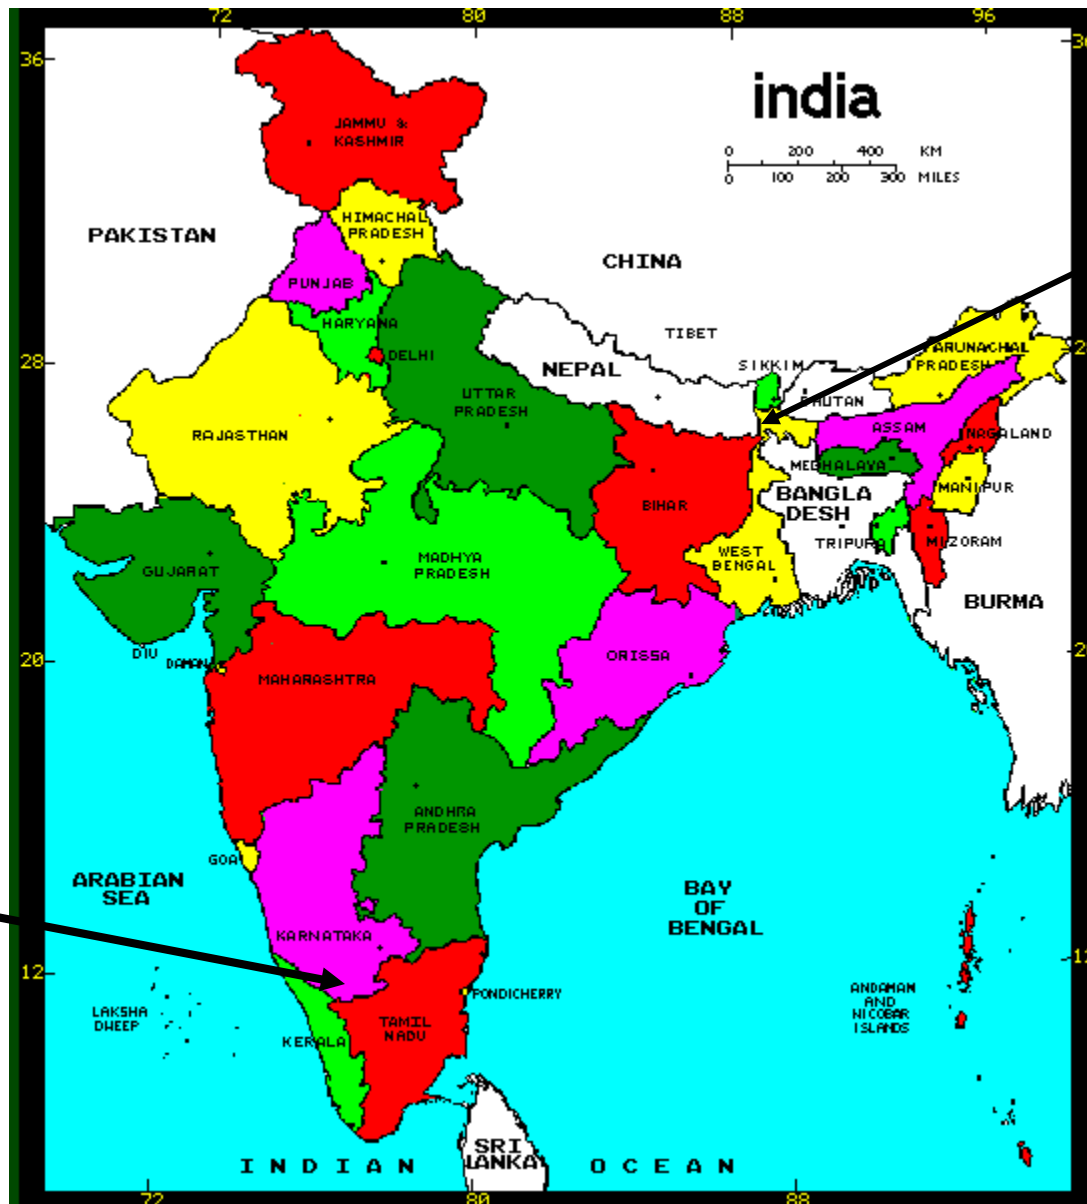 72 80 88 96
36
india
0 200 400 KM
0 100 200 300 MILES
JAMMU &
KASHMIR
HIMACHAL
PRADESH
PAKISTAN
CHINA
PUNJAB
HARYANA
TIBET
DELHI
28
NEPAL
SIKKIM
ARUNACHAL
PRADESH
BHUTAN
UTTAR
PRADESH
RAJASTHAN
ASSAM
NAGALAND
MEGHALAYA
MANIPUR
BANGLA
DESH
BIHAR
TRIPURA
MIZORAM
WEST
BENGAL
MADHYA
PRADESH
GUJARAT
BURMA
DIU
DAMAN
20
ORISSA
MAHARASHTRA
ANDHRA
PRADESH
GOA
ARABIAN
SEA
BAY
OF
BENGAL
KARNATAKA
12
PONDICHERRY
LAKSHA
DWEEP
ANDAMAN
AND
NICOBAR
ISLANDS
TAMIL
NADU
KERALA
SRI
LANKA
INDIAN OCEAN
72 80 88